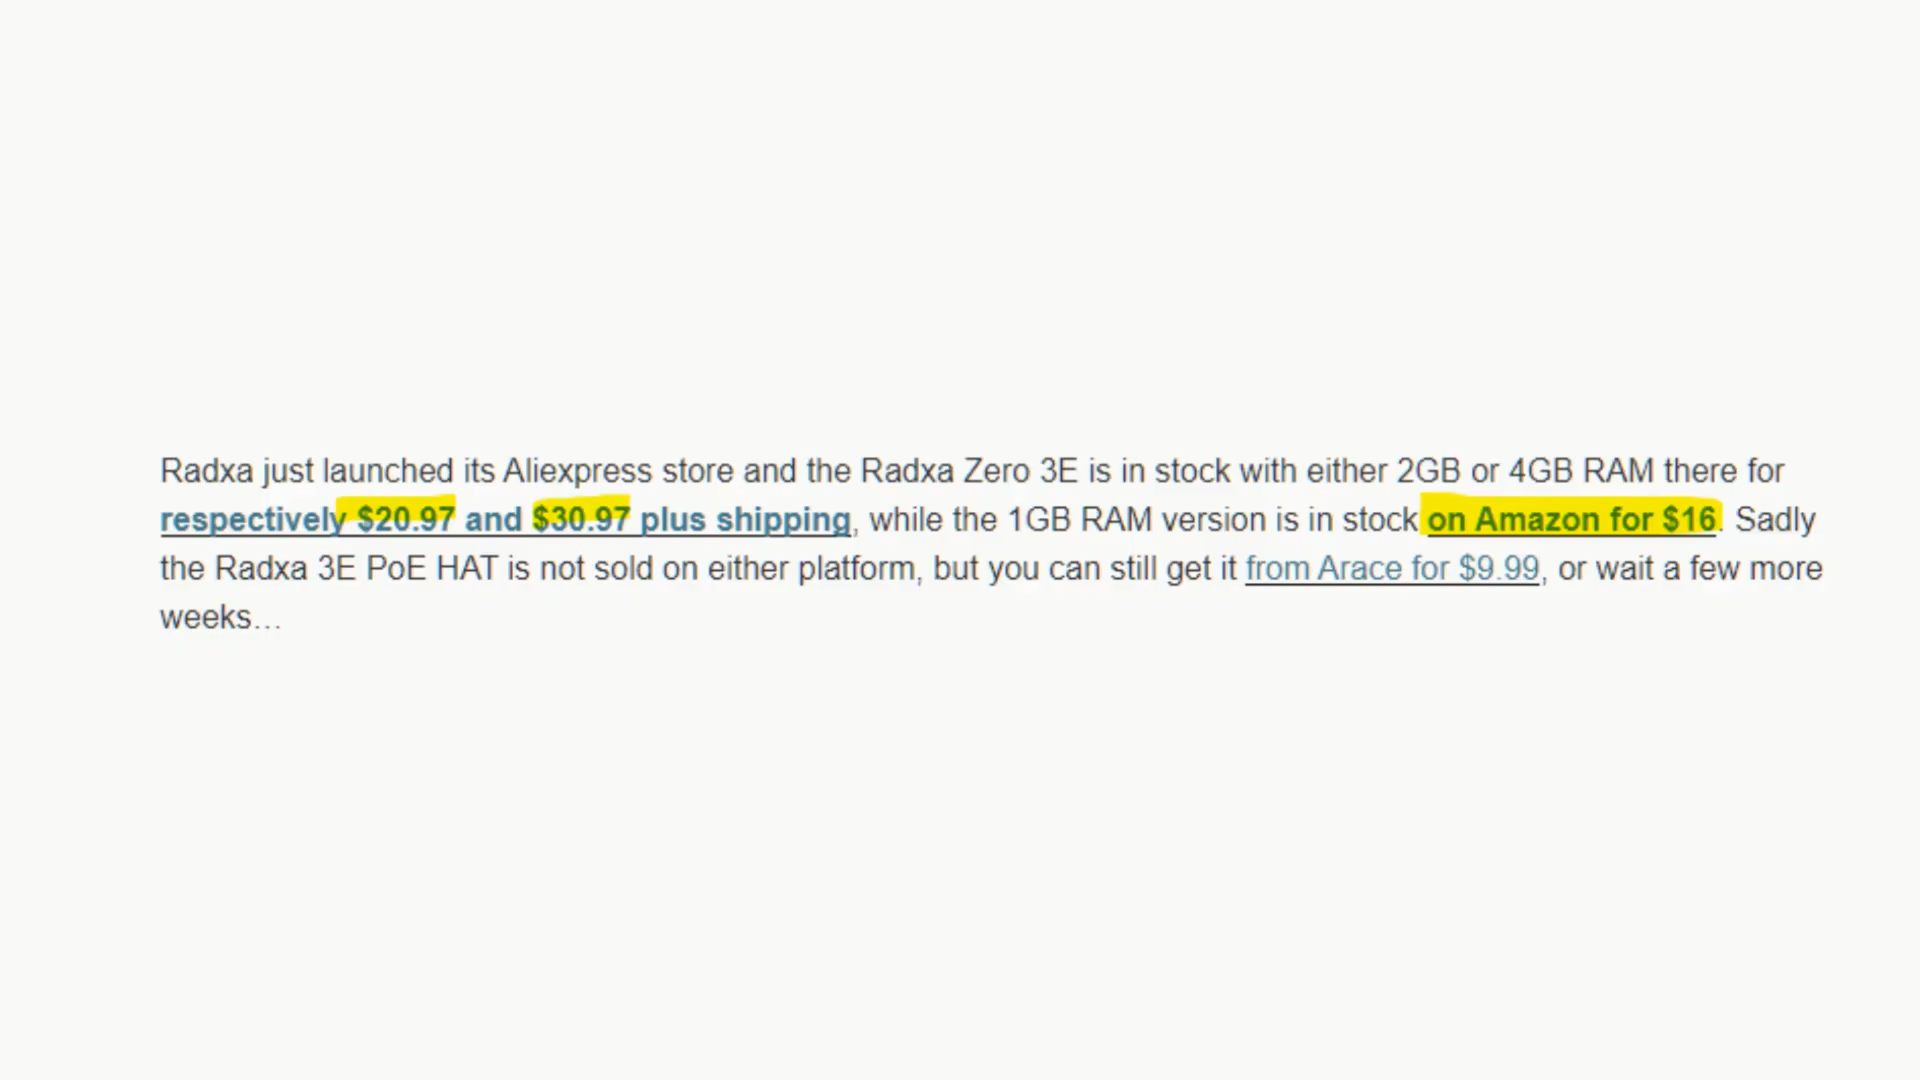 Radxa just launched its Aliexpress store and the Radxa Zero 3E is in stock with either 2GB or 4GB RAM there for
respectively $20.97 and $30.97 plus shipping, while the 1GB RAM version is in stock on Amazon for $16. Sadly
the Radxa 3E PoE HAT is not sold on either platform, but you can still get it from Arace for $9.99, or wait a few more
weeks…